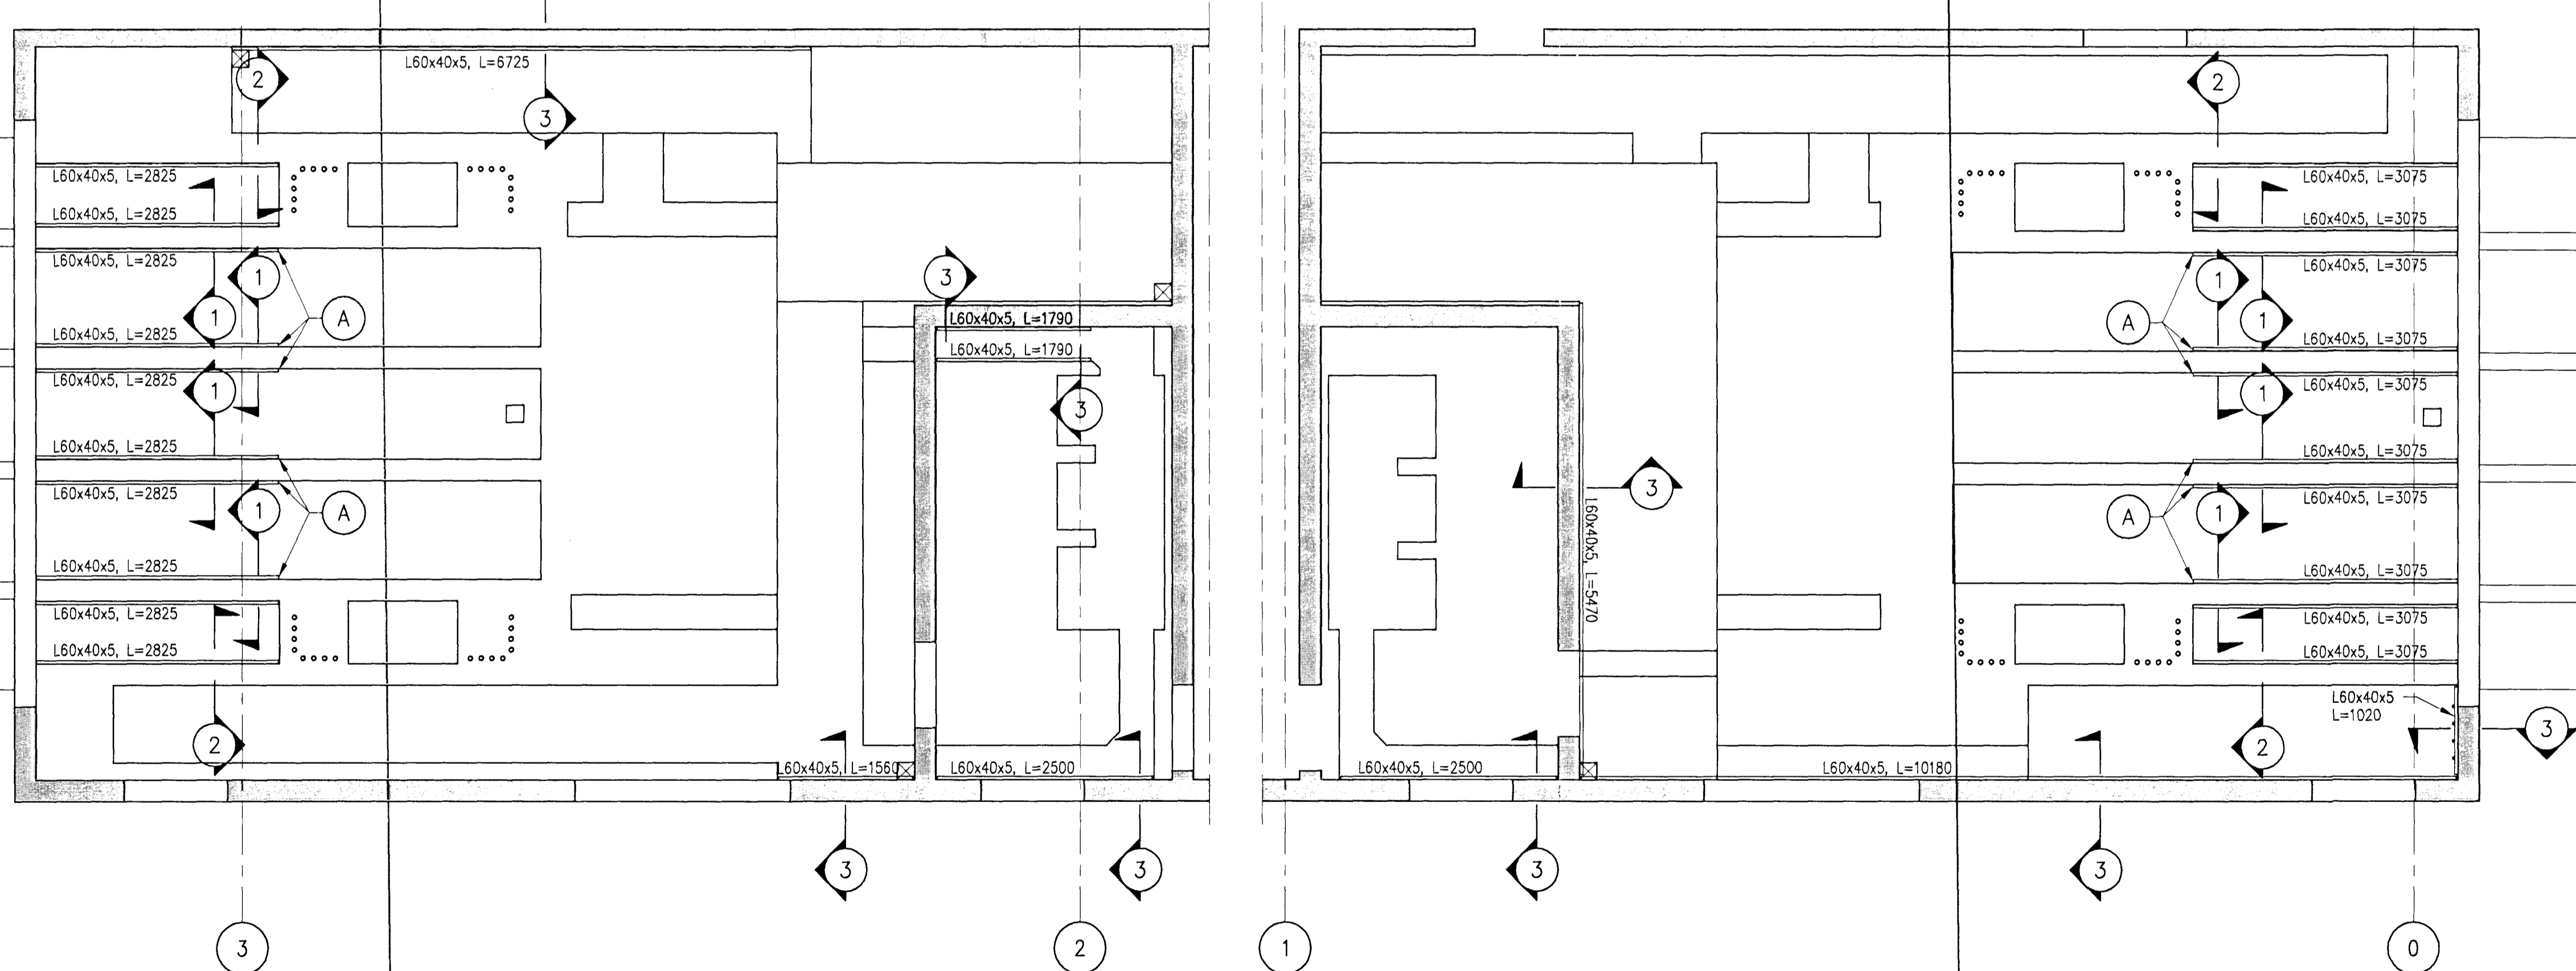 L60x40x5, L=6725
2
3
2
L60x40x5, L=2825
L60x40x5, L=2825
L60x40x5, L=3075
L60x40x5, L=3075
L60x40x5, L=2825
1
1
A
L60x40x5, L=2825
3
L60x40x5, L=1790
L60x40x5, L=1790
L60x40x5, L=3075
1
1
A
L60x40x5, L=3075
L60x40x5, L=2825
1
L60x40x5, L=2825
3
L60x40x5, L=3075
1
L60x40x5, L=3075
L60x40x5, L=2825
1
A
L60x40x5, L=2825
3
L60x40x5, L=5470
L60x40x5, L=3075
1
A
L60x40x5, L=3075
L60x40x5, L=2825
L60x40x5, L=2825
L60x40x5, L=3075
L60x40x5, L=3075
L60x40x5
L=1020
2
2
3
L60x40x5, L=1560
L60x40x5, L=2500
L60x40x5, L=2500
L60x40x5, L=10180
3
3
3
3
3
2
1
0